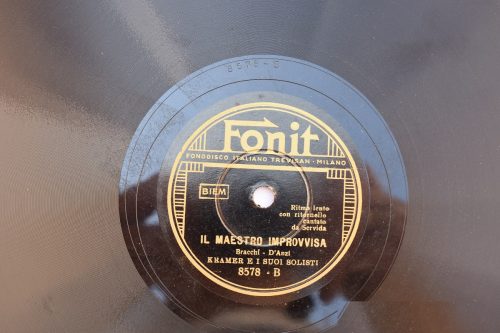 8578-B
Fonit
FONODISCO ITALIANO TREVISAN - MILANO
BIEM
Ritmo lento
con ritornello
cantato
da Servida
IL MAESTRO IMPROVVISA
Bracchi - D'Anzi
KRAMER E I SUOI SOLISTI
8578 - B